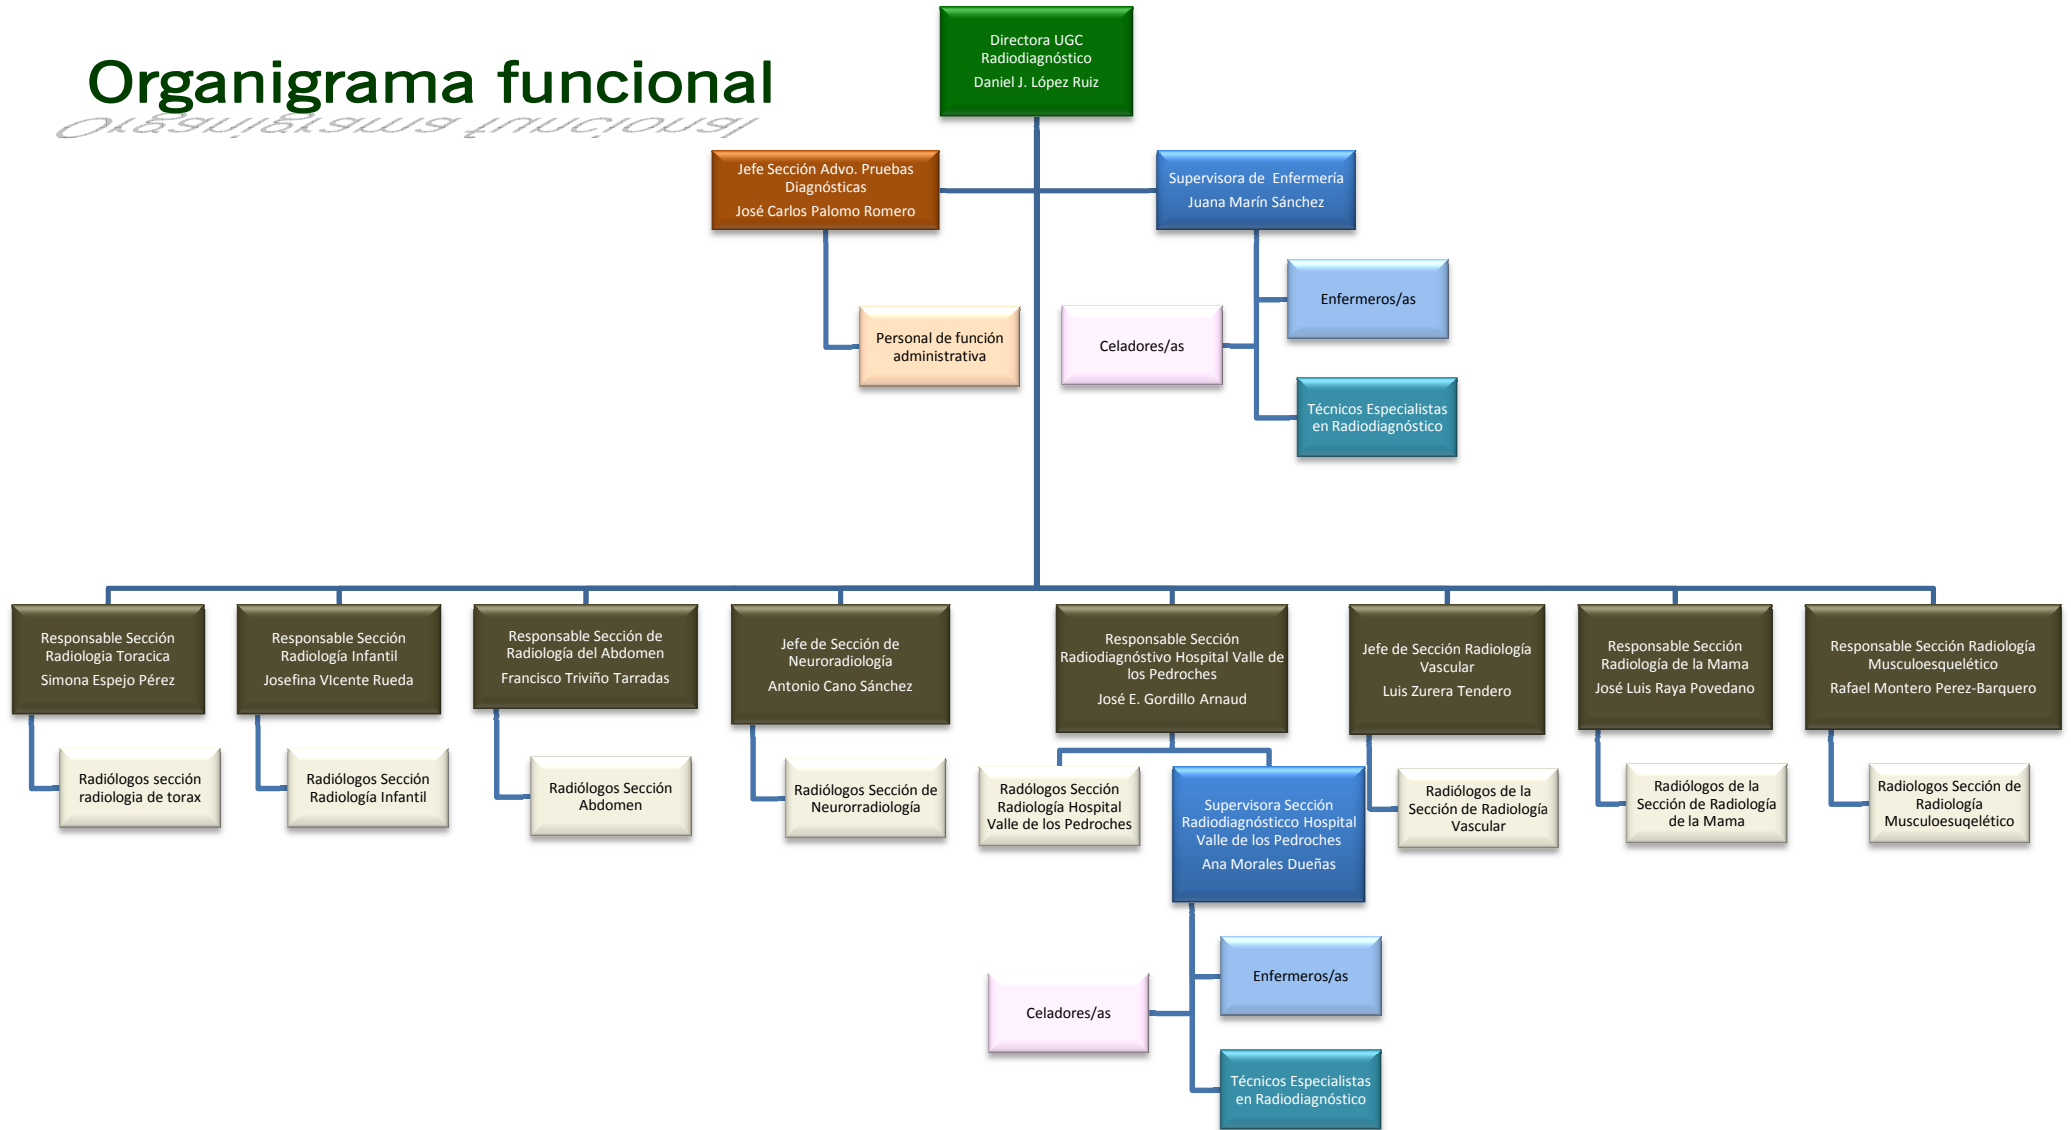 Organigrama funcional
Directora UGC
Radiodiagnóstico
Daniel J. López Ruiz
Jefe Sección Advo. Pruebas
Diagnósticas
José Carlos Palomo Romero
Supervisora de Enfermería
Juana Marín Sánchez
Personal de función
administrativa
Celadores/as
Enfermeros/as
Técnicos Especialistas
en Radiodiagnóstico
Responsable Sección
Radiologia Toracica
Simona Espejo Pérez
Responsable Sección
Radiología Infantil
Josefina VIcente Rueda
Responsable Sección de
Radiología del Abdomen
Francisco Triviño Tarradas
Jefe de Sección de
Neuroradiología
Antonio Cano Sánchez
Responsable Sección
Radiodiagnóstivo Hospital Valle de
los Pedroches
José E. Gordillo Arnaud
Jefe de Sección Radiología
Vascular
Luis Zurera Tendero
Responsable Sección
Radiología de la Mama
José Luis Raya Povedano
Responsable Sección Radiología
Musculoesquelético
Rafael Montero Perez-Barquero
Radiólogos sección
radiologia de torax
Radiólogos Sección
Radiología Infantil
Radiólogos Sección
Abdomen
Radiólogos Sección de
Neurorradiología
Radólogos Sección
Radiología Hospital
Valle de los Pedroches
Supervisora Sección
Radiodiagnósticco Hospital
Valle de los Pedroches
Ana Morales Dueñas
Radiólogos de la
Sección de Radiología
Vascular
Radiólogos de la
Sección de Radiología
de la Mama
Radiologos Sección de
Radiología
Musculoesuqelético
Celadores/as
Enfermeros/as
Técnicos Especialistas
en Radiodiagnóstico